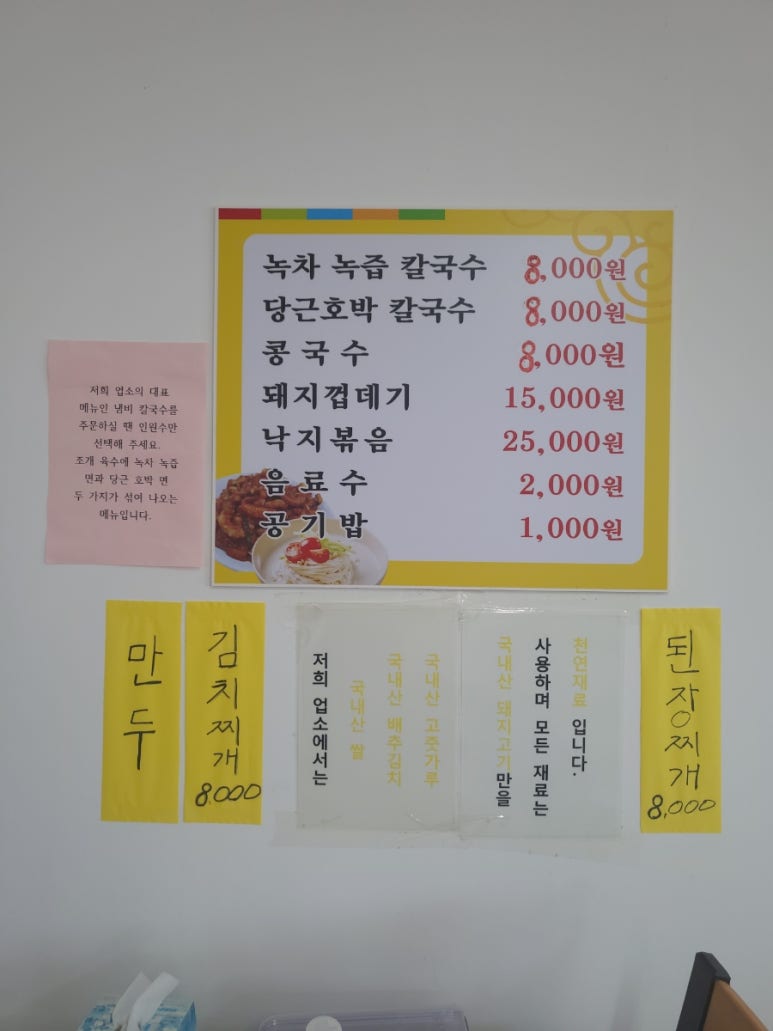 녹차 녹즙 칼국수 8,000원
당근호박 칼국수 8,000원
콩국수 8,000원
돼지껍데기 15,000원
낙지볶음 25,000원
음료수 2,000원
공기밥 1,000원
저희 업소의 대표
메뉴인 냄비 칼국수를
주문하실 땐 인원수만
선택해 주세요.
조개 육수에 녹차 녹즙
면과 당근 호박 면
두 가지가 섞여 나오는
메뉴입니다.
만두
김치찌개
8,000
저희 업소에서는
국내산 쌀
국내산 배추김치
국내산 고춧가루
국내산 돼지고기만을
사용하며 모든 재료는
천연재료 입니다.
된장찌개
8,000